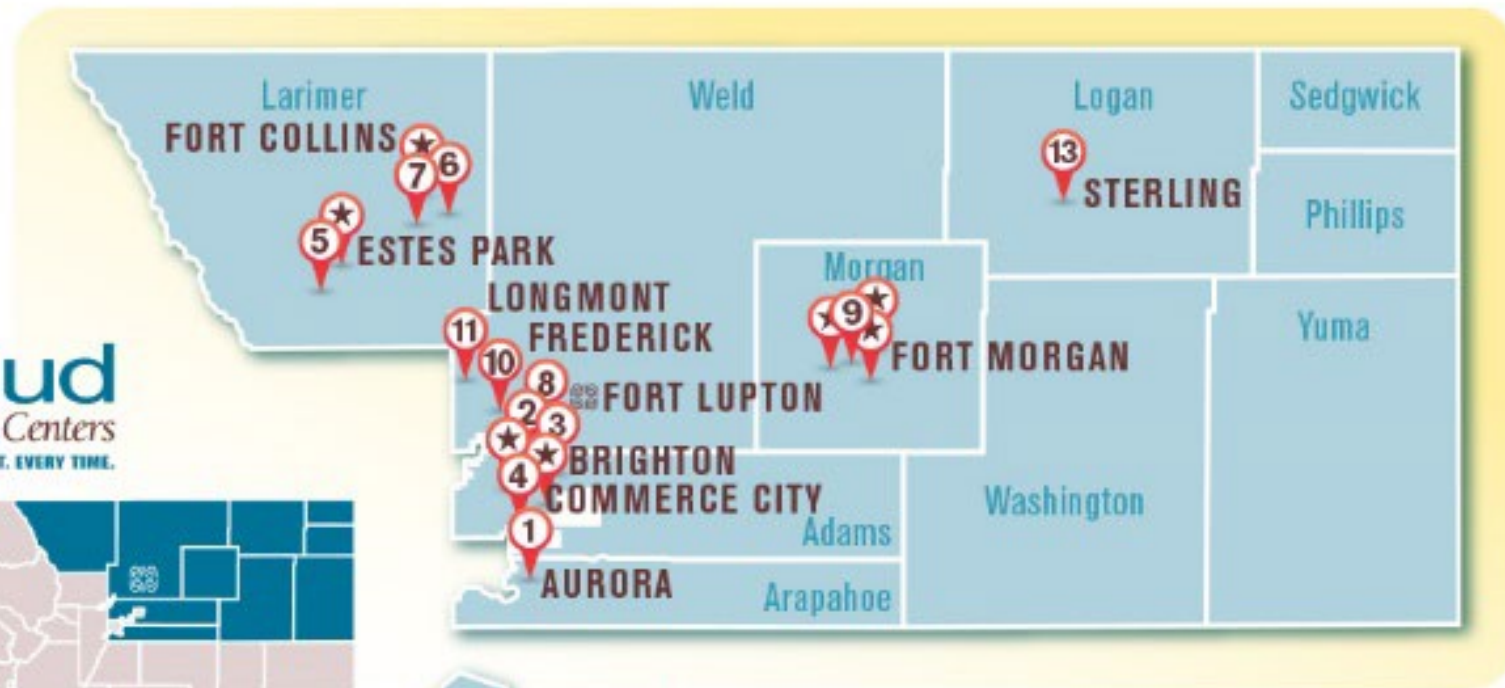 Larimer
Weld
Logan
Sedgwick
FORT COLLINS
★
6
7
13
STERLING
Phillips
★
5
ESTES PARK
Morgan
LONGMONT
11
FREDERICK
★
9
★
★
Yuma
FORT MORGAN
10
8
FORT LUPTON
2
3
ud
Centers
T. EVERY TIME.
★
★
BRIGHTON
4
COMMERCE CITY
Washington
1
Adams
AURORA
Arapahoe